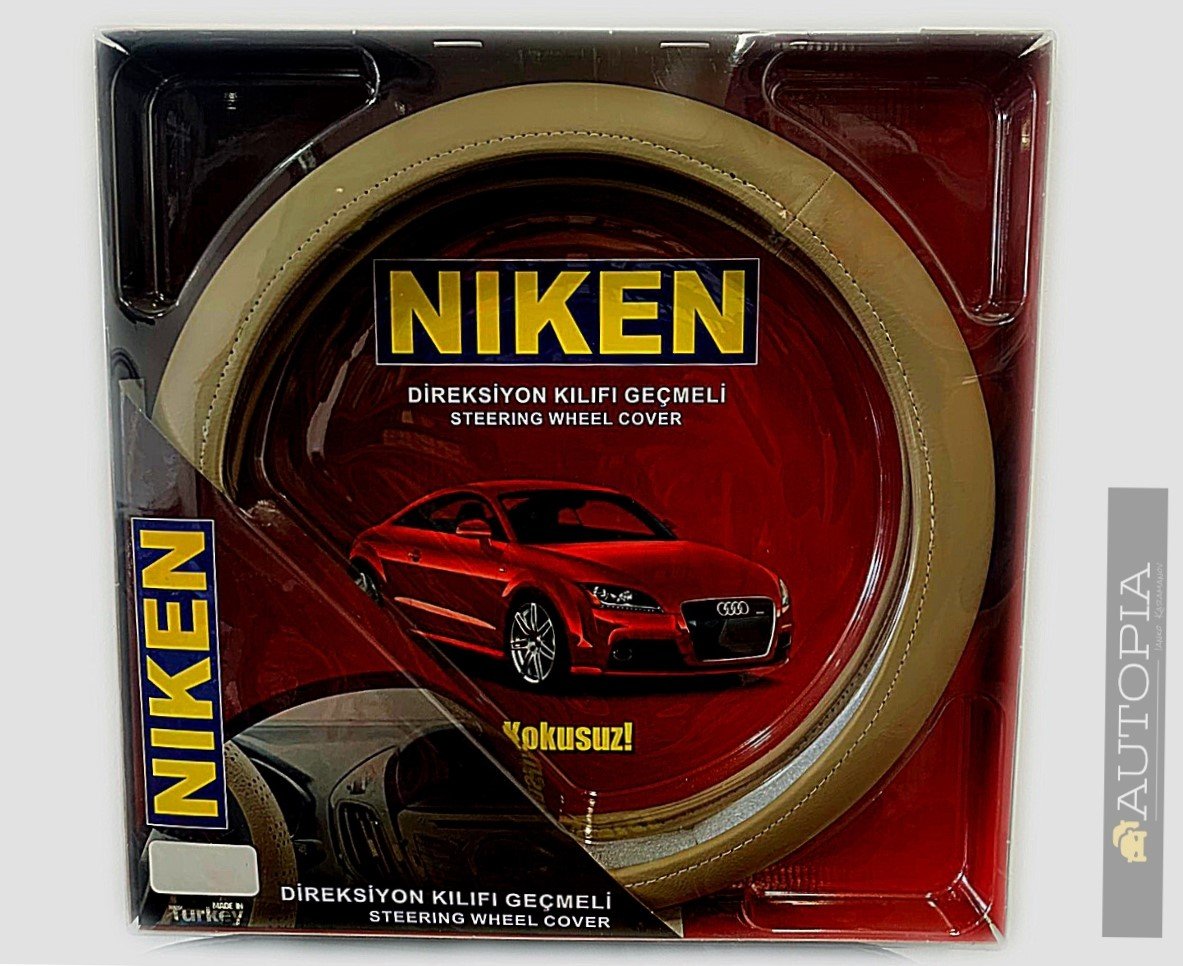 NIKEN
DİREKSİYON KILIFI GEÇMELİ
STEERING WHEEL COVER
Kokusuz!
NIKEN
DİREKSİYON KILIFI GEÇMELİ
STEERING WHEEL COVER
MADE IN
Turkey
AUTOPIA